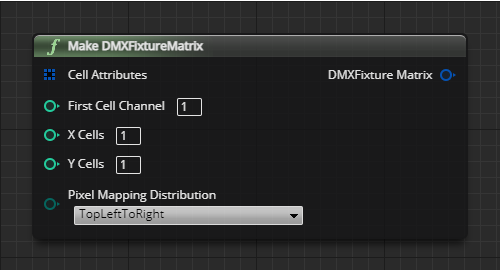 Make DMXFixtureMatrix
Cell Attributes
DMXFixture Matrix
First Cell Channel 1
X Cells 1
Y Cells 1
Pixel Mapping Distribution
TopLeftToRight